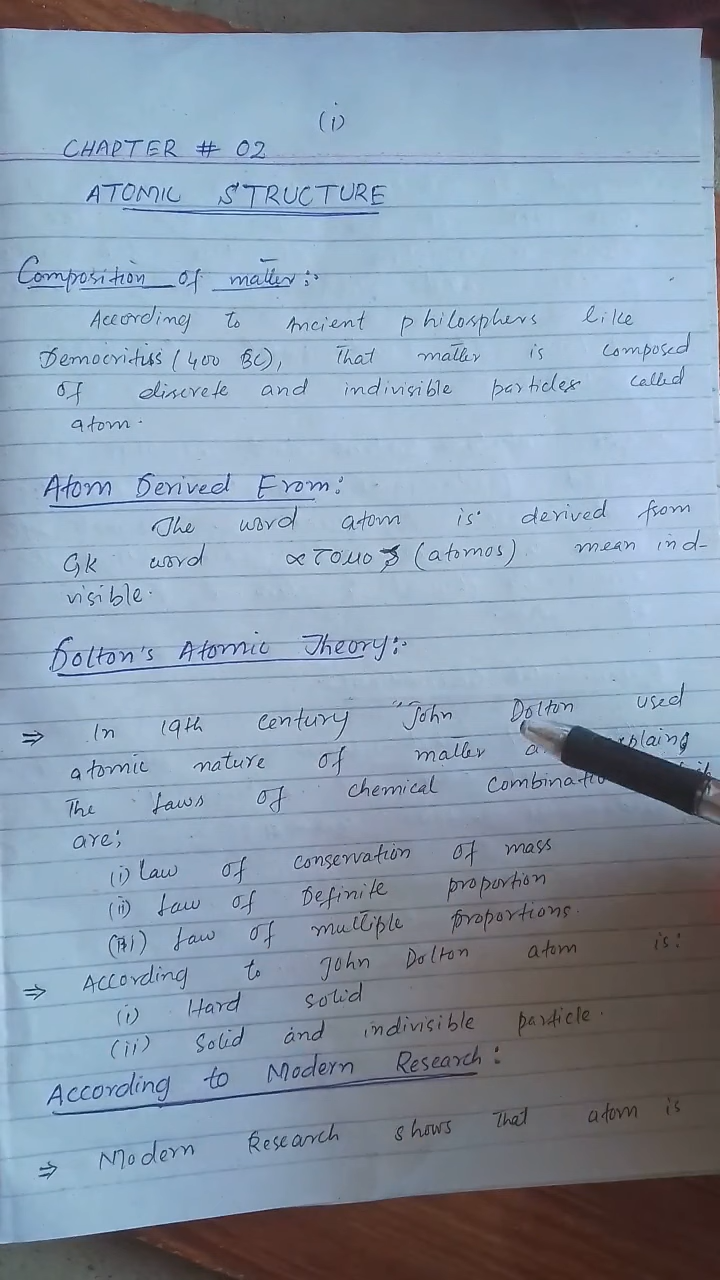 (i)
CHAPTER # 02
ATOMIC STRUCTURE
Composition of matter:-
According to Ancient philosphers like
Democrituss (400 BC), That matter is composed
of discrete and indivisible particles called
atom.
Atom Derived From:
The word atom is derived from
Gk word ατομος (atomos) mean ind-
visible.
Dolton's Atomic Theory:-
⇒ In 19th century "John Dolton used
atomic nature of matter
The Laws of chemical
are;
(i) Law of conservation of mass
(ii) Law of Definite proportion
(iii) Law of multiple proportions.
⇒ According to John Dolton atom is:
(i) Hard solid
(ii) Solid and indivisible particle.
According to Modern Research:
⇒ Modern Research shows That atom is